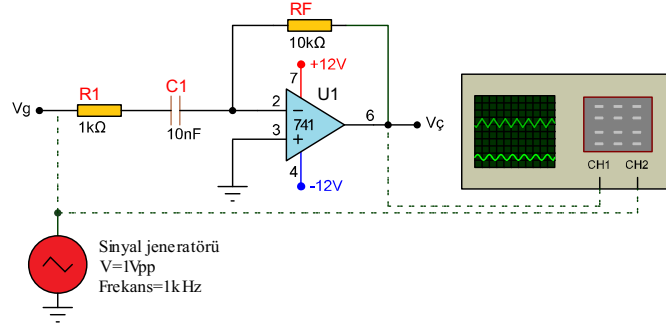 RF
10kΩ
+12V
R1
C1
7
U1
Vg
2
6
Vç
1kΩ
10nF
741
3
4
-12V
CH1
CH2
Sinyal jeneratörü
V=1Vpp
Frekans=1kHz